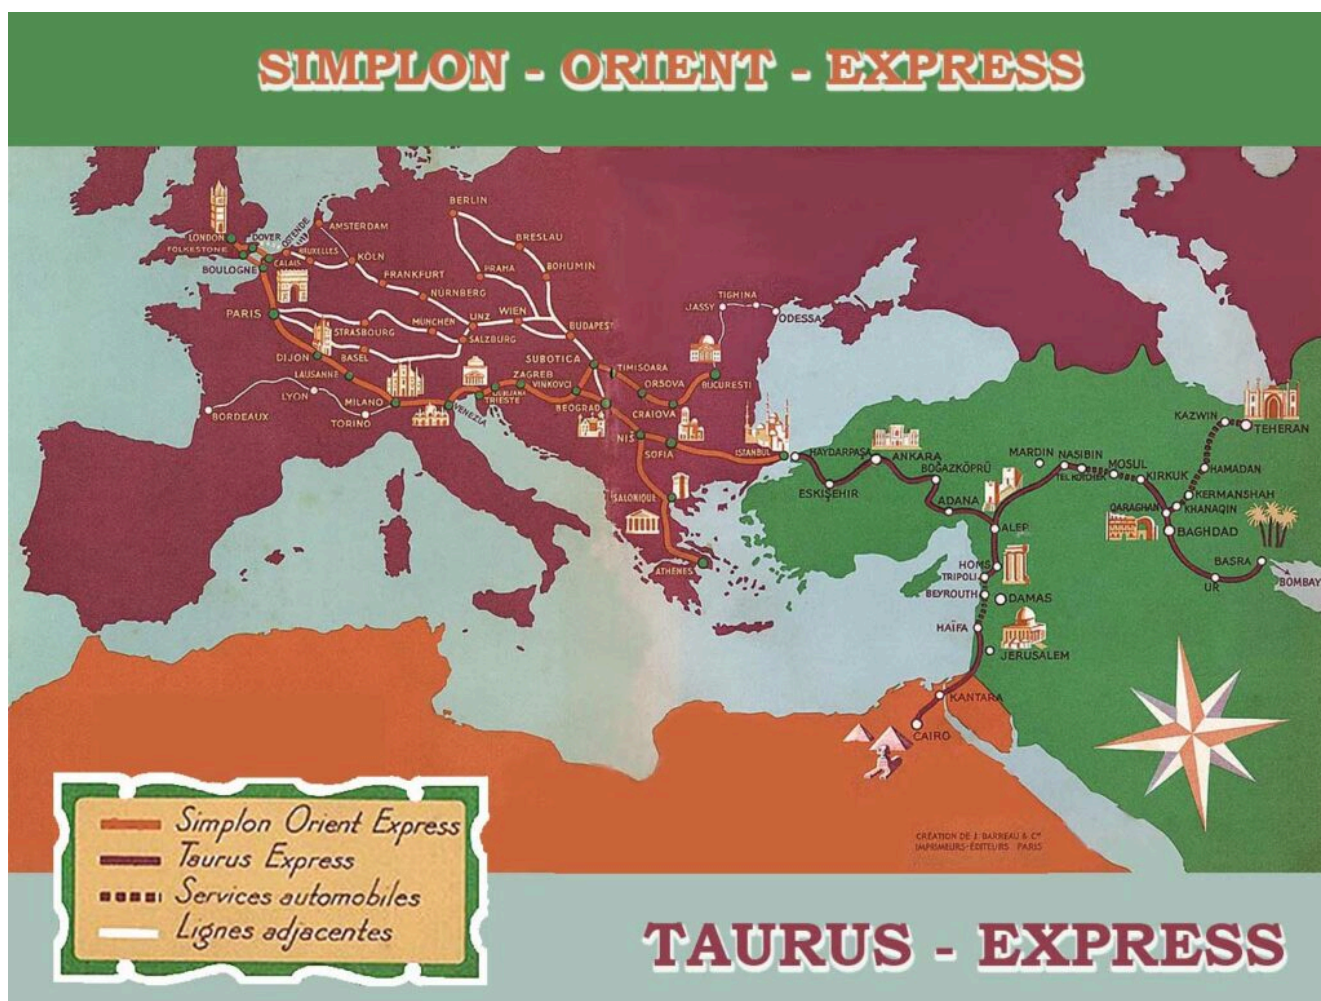 SIMPLON - ORIENT - EXPRESS
BERLIN
AMSTERDAM
OSTENDE
LONDON
DOVER
FOLKESTONE
BRESLAU
BRUXELLES
CALAIS
KÖLN
BOULOGNE
FRANKFURT
PRAHA
BOHUMIN
NÜRNBERG
JASSY
TIGHINA
ODESSA
PARIS
STRASBOURG
MÜNCHEN
LINZ
WIEN
BUDAPEST
SALZBURG
DIJON
BASEL
SUBOTICA
TIMISOARA
LAUSANNE
ZAGREB
VINKOVCI
ORSOVA
BUCURESTI
LYON
MILANO
LJUBLJANA
TRIESTE
BEOGRAD
CRAIOVA
BORDEAUX
TORINO
VENEZIA
KAZWIN
TEHERAN
NIŠ
SOFIA
ISTANBUL
HAYDARPAŞA
ANKARA
MARDIN
NASIBIN
MOSUL
HAMADAN
BOĞAZKÖPRÜ
KIRKUK
ESKIŞEHIR
SALONIQUE
ADANA
KERMANSHAH
QARAGHAN
KHANAQIN
ALEP
BAGHDAD
ATHENES
HOMS
TRIPOLI
BASRA
BOMBAY
UR
BEYROUTH
DAMAS
HAÏFA
JERUSALEM
KANTARA
CAIRO
CRÉATION DE J. BARREAU & Cie
IMPRIMEURS-ÉDITEURS PARIS
Simplon Orient Express
Taurus Express
Services automobiles
Lignes adjacentes
TAURUS - EXPRESS